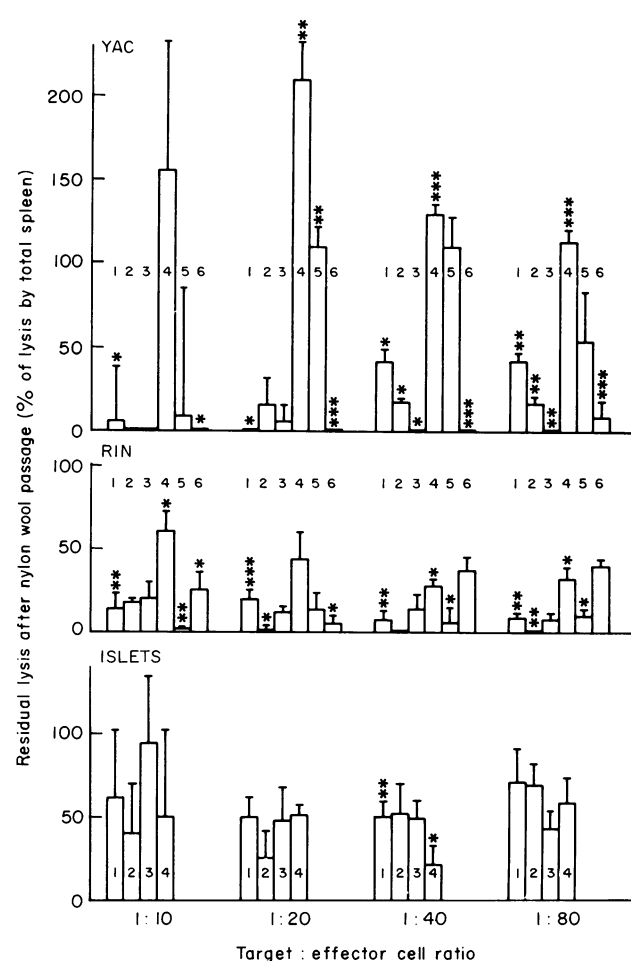 Residual lysis after nylon wool passage (% of lysis by total spleen)
YAC
200
150
100
50
0
** *** ***
** **
* * * * *** ** ** ** ***
* *** * ***
1 2 3 4 5 6 1 2 3 4 5 6 1 2 3 4 5 6 1 2 3 4 5 6
RIN
100
50
0
1 2 3 4 5 6 1 2 3 4 5 6 1 2 3 4 5 6 1 2 3 4 5 6
** * ** * *** * * ** * * ** ** * *
ISLETS
100
50
0
** *
1 2 3 4 1 2 3 4 1 2 3 4 1 2 3 4
1:10 1:20 1:40 1:80
Target : effector cell ratio